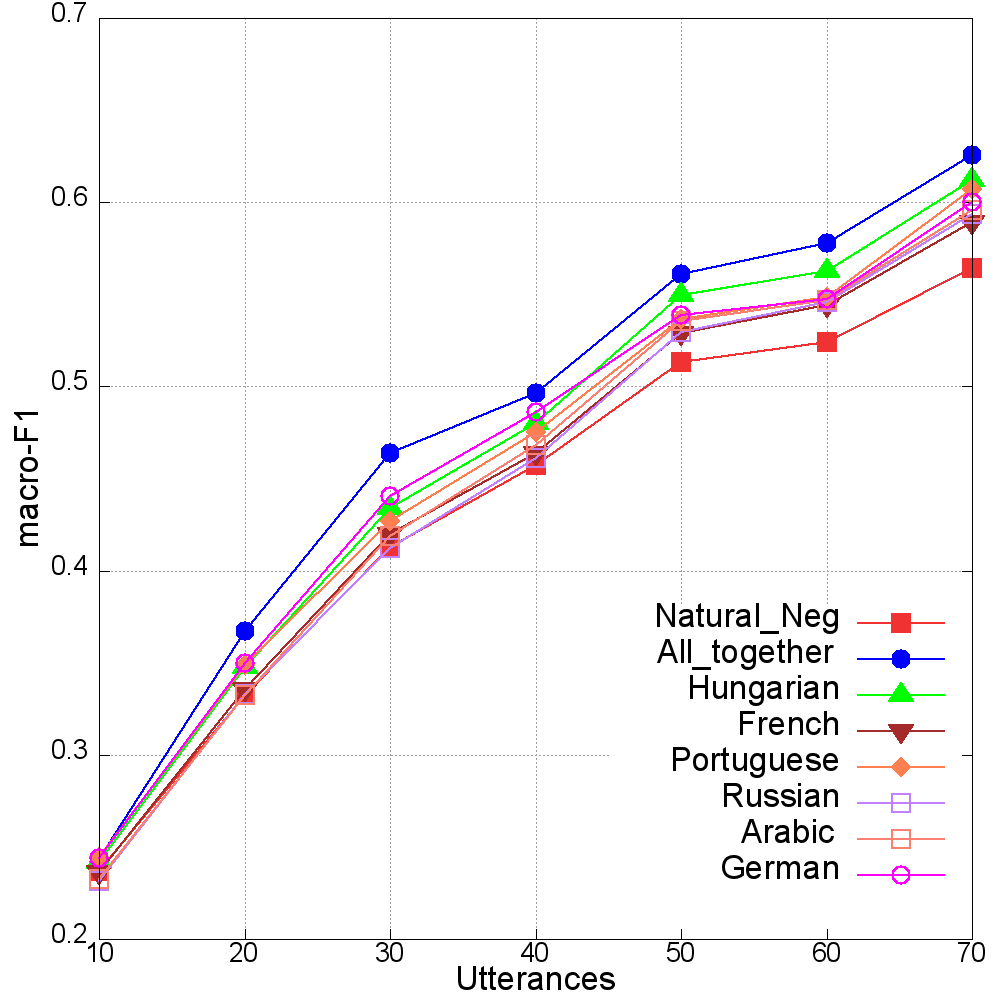 0.7
0.6
0.5
0.4
0.3
0.2
macro-F1
Natural_Neg
All_together
Hungarian
French
Portuguese
Russian
Arabic
German
10 20 30 40 50 60 70
Utterances